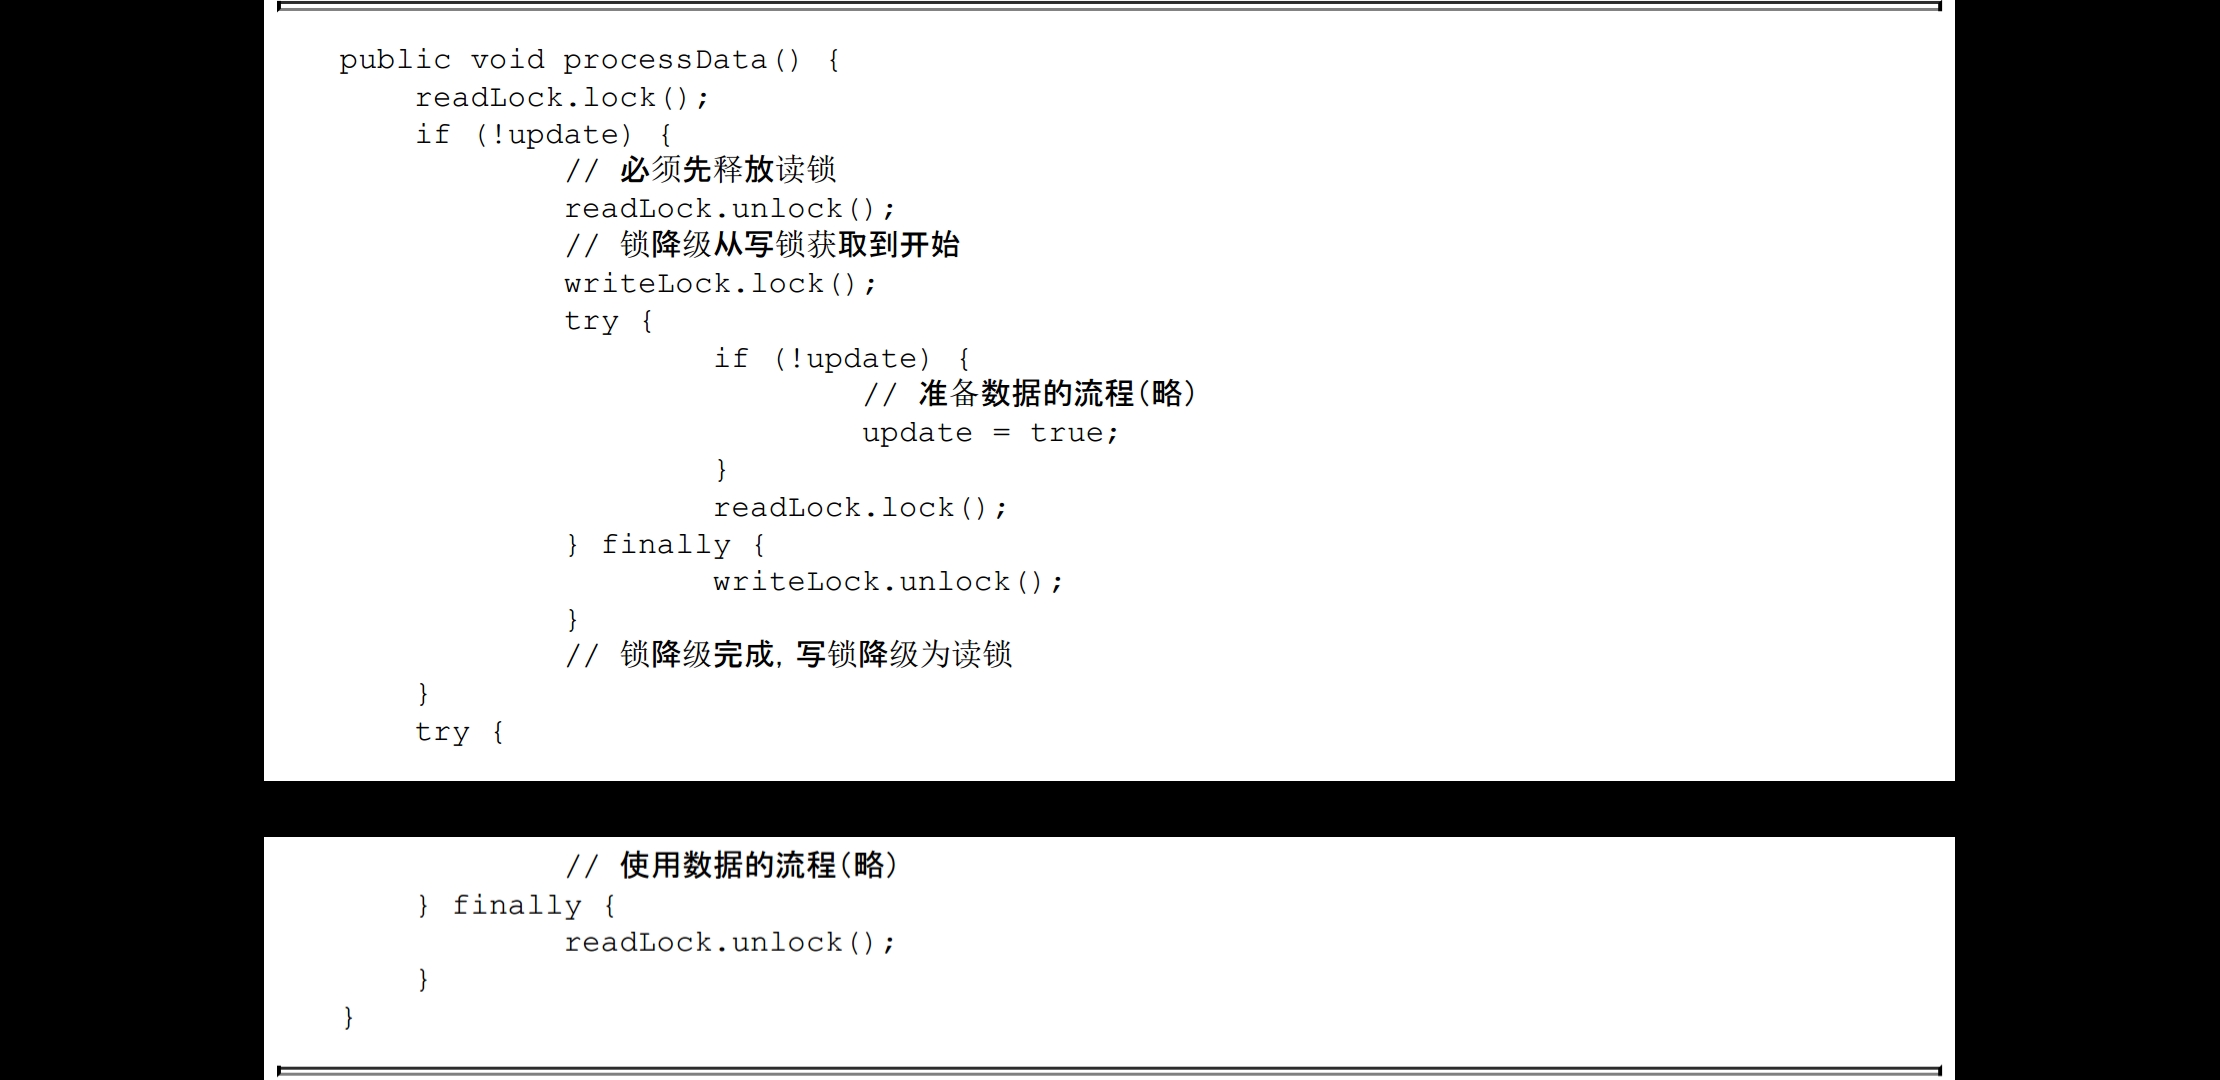 public void processData() {
readLock.lock();
if (!update) {
// 必须先释放读锁
readLock.unlock();
// 锁降级从写锁获取到开始
writeLock.lock();
try {
if (!update) {
// 准备数据的流程(略)
update = true;
}
readLock.lock();
} finally {
writeLock.unlock();
}
// 锁降级完成, 写锁降级为读锁
}
try {
// 使用数据的流程(略)
} finally {
readLock.unlock();
}
}